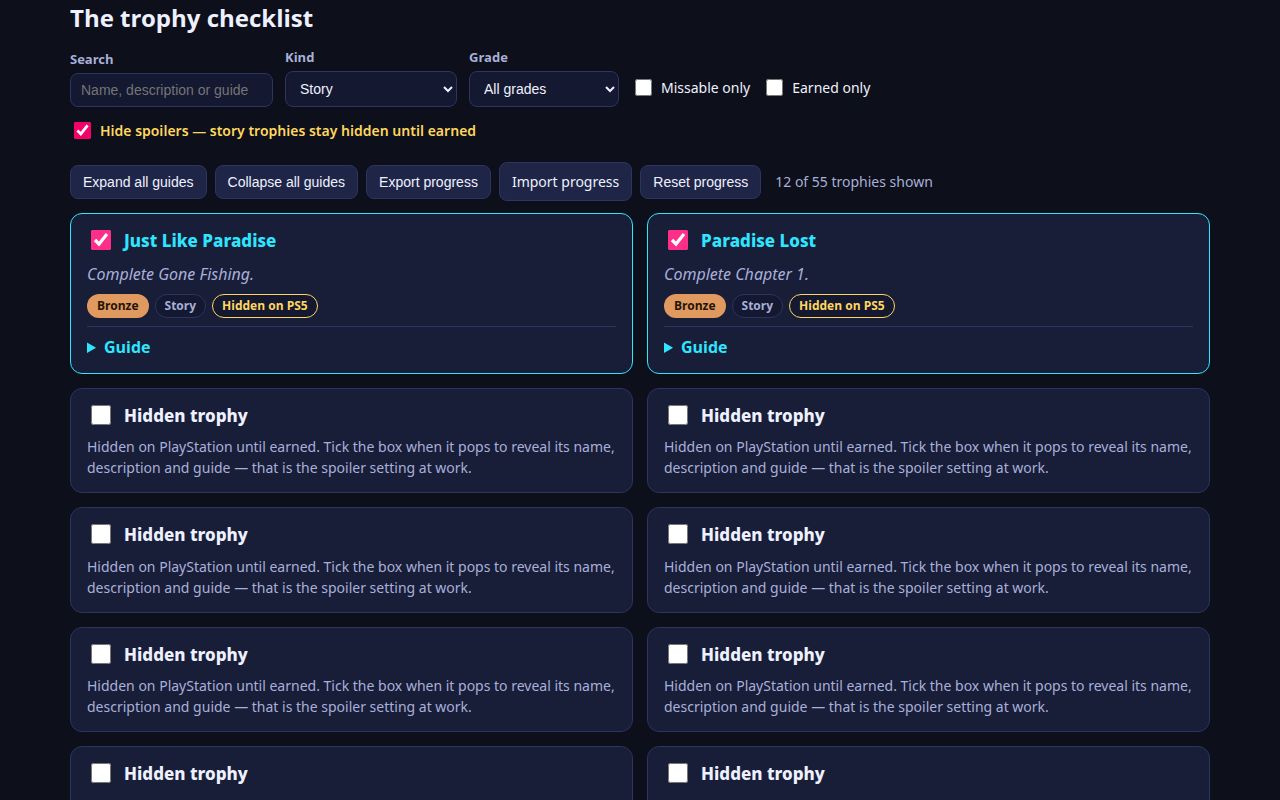 The trophy checklist
Search Kind Grade
Name, description or guide Story All grades Missable only Earned only
Hide spoilers — story trophies stay hidden until earned
Expand all guides Collapse all guides Export progress Import progress Reset progress 12 of 55 trophies shown
Just Like Paradise
Complete Gone Fishing.
Bronze Story Hidden on PS5
Guide
Paradise Lost
Complete Chapter 1.
Bronze Story Hidden on PS5
Guide
Hidden trophy
Hidden on PlayStation until earned. Tick the box when it pops to reveal its name,
description and guide — that is the spoiler setting at work.
Hidden trophy
Hidden on PlayStation until earned. Tick the box when it pops to reveal its name,
description and guide — that is the spoiler setting at work.
Hidden trophy
Hidden on PlayStation until earned. Tick the box when it pops to reveal its name,
description and guide — that is the spoiler setting at work.
Hidden trophy
Hidden on PlayStation until earned. Tick the box when it pops to reveal its name,
description and guide — that is the spoiler setting at work.
Hidden trophy
Hidden on PlayStation until earned. Tick the box when it pops to reveal its name,
description and guide — that is the spoiler setting at work.
Hidden trophy
Hidden on PlayStation until earned. Tick the box when it pops to reveal its name,
description and guide — that is the spoiler setting at work.
Hidden trophy
Hidden trophy